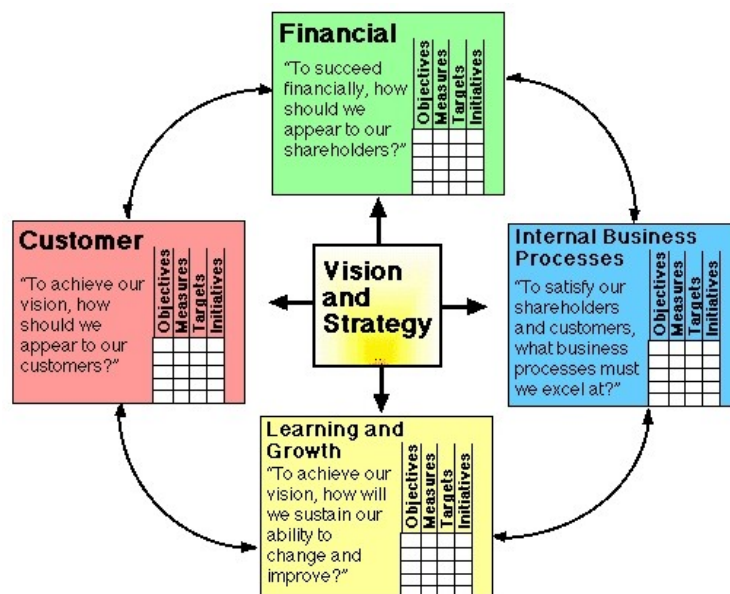 Financial
“To succeed
financially, how
should we
appear to our
shareholders?”
Objectives
Measures
Targets
Initiatives
Customer
“To achieve our
vision, how
should we
appear to our
customers?”
Objectives
Measures
Targets
Initiatives
Vision
and
Strategy
Internal Business
Processes
“To satisfy our
shareholders
and customers,
what business
processes must
we excel at?”
Objectives
Measures
Targets
Initiatives
Learning and
Growth
“To achieve our
vision, how will
we sustain our
ability to
change and
improve?”
Objectives
Measures
Targets
Initiatives